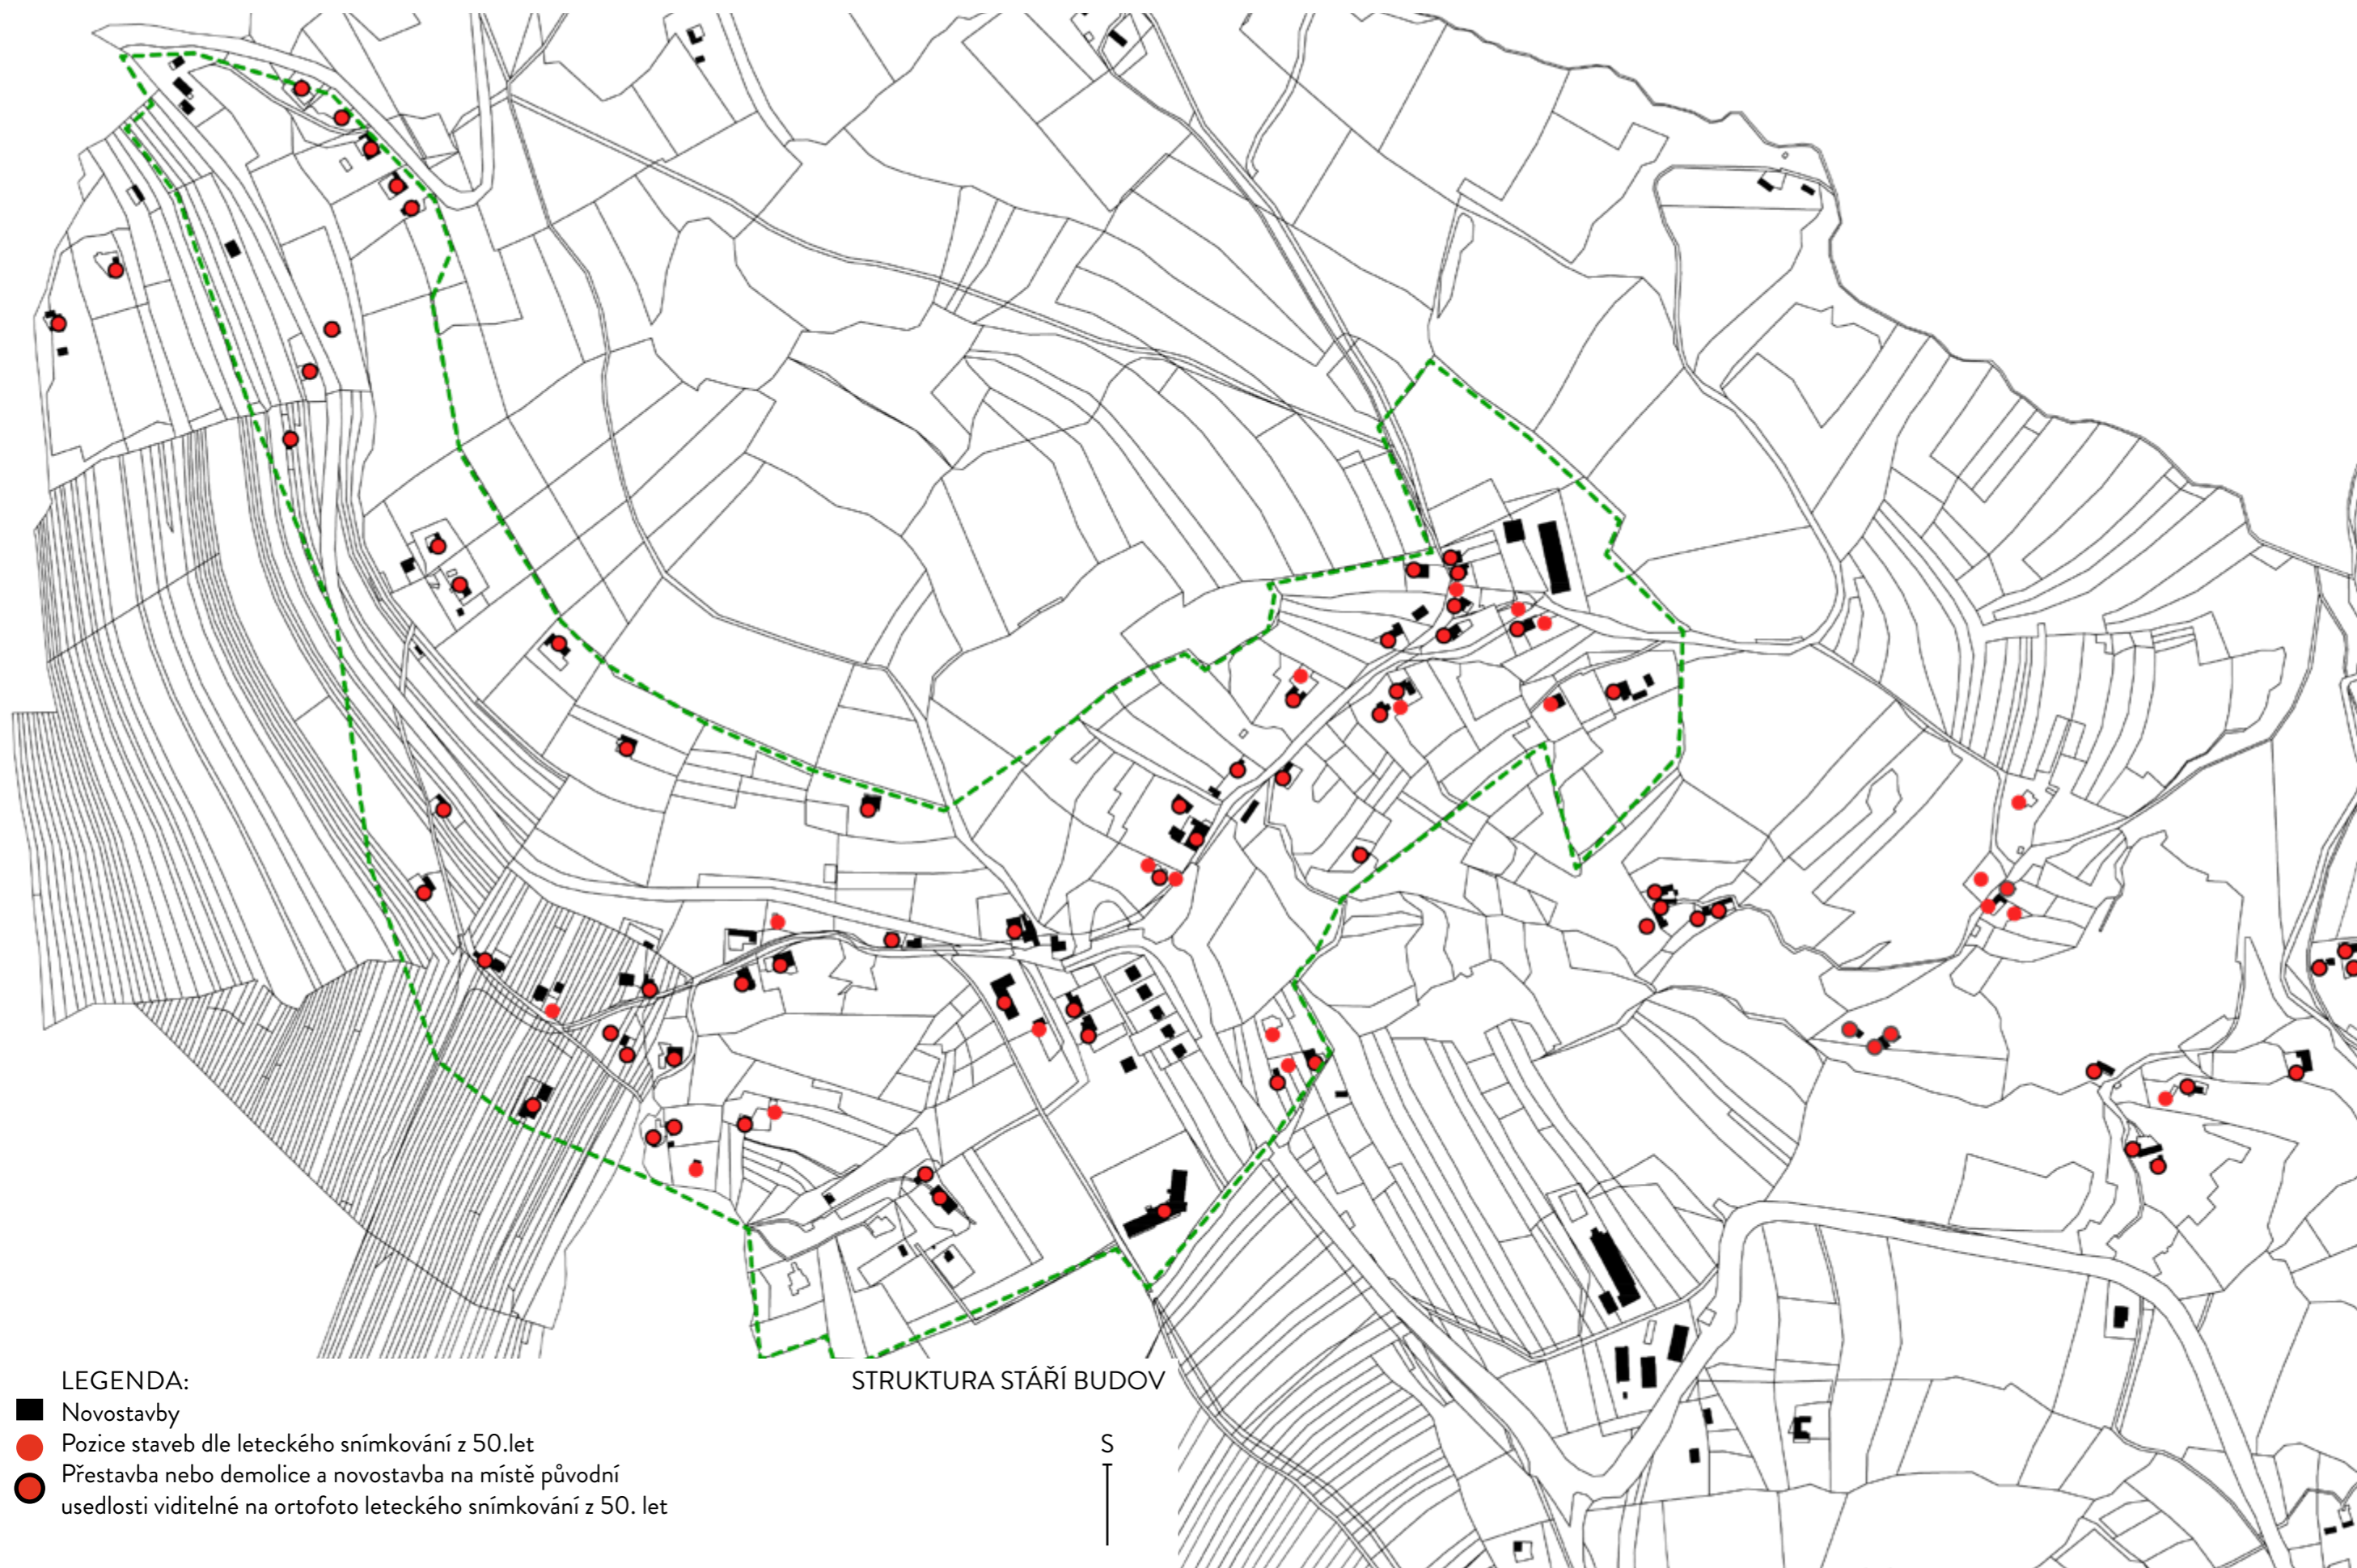 LEGENDA:
Novostavby
Pozice staveb dle leteckého snímkování z 50.let
Přestavba nebo demolice a novostavba na místě původní
usedlosti viditelné na ortofoto leteckého snímkování z 50. let
STRUKTURA STÁŘÍ BUDOV
S